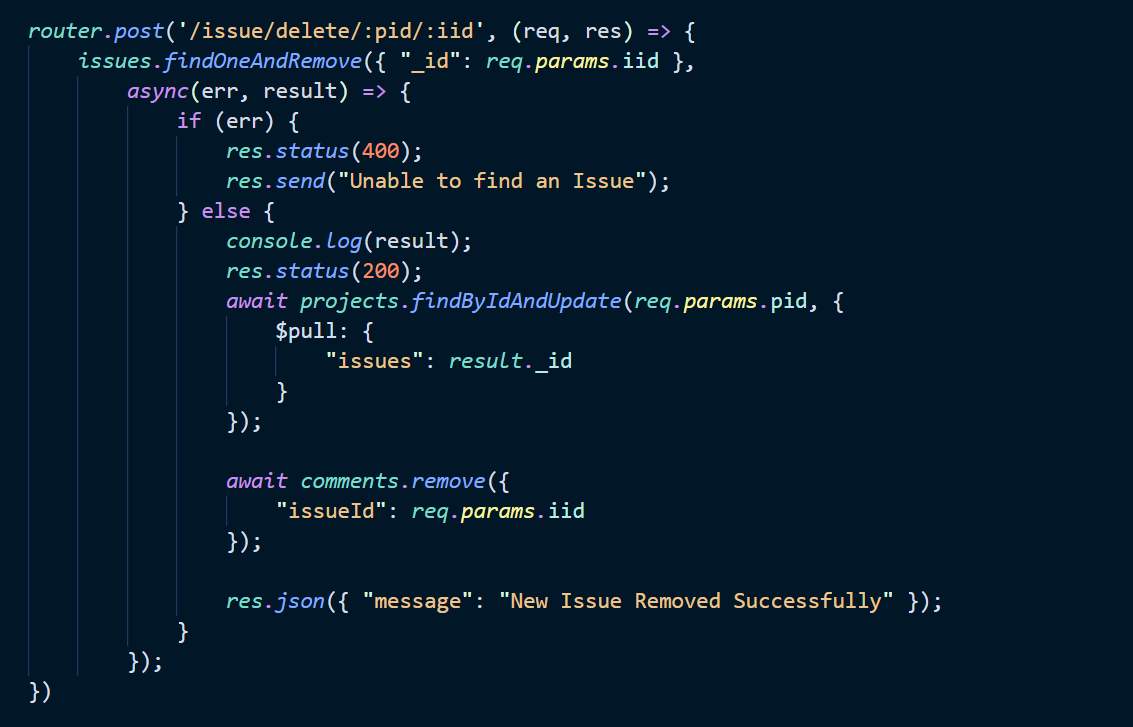 router.post('/issue/delete/:pid/:iid', (req, res) => {
    issues.findOneAndRemove({ "_id": req.params.iid },
        async(err, result) => {
            if (err) {
                res.status(400);
                res.send("Unable to find an Issue");
            } else {
                console.log(result);
                res.status(200);
                await projects.findByIdAndUpdate(req.params.pid, {
                    $pull: {
                        "issues": result._id
                    }
                });

                await comments.remove({
                    "issueId": req.params.iid
                });

                res.json({ "message": "New Issue Removed Successfully" });
            }
        });
})